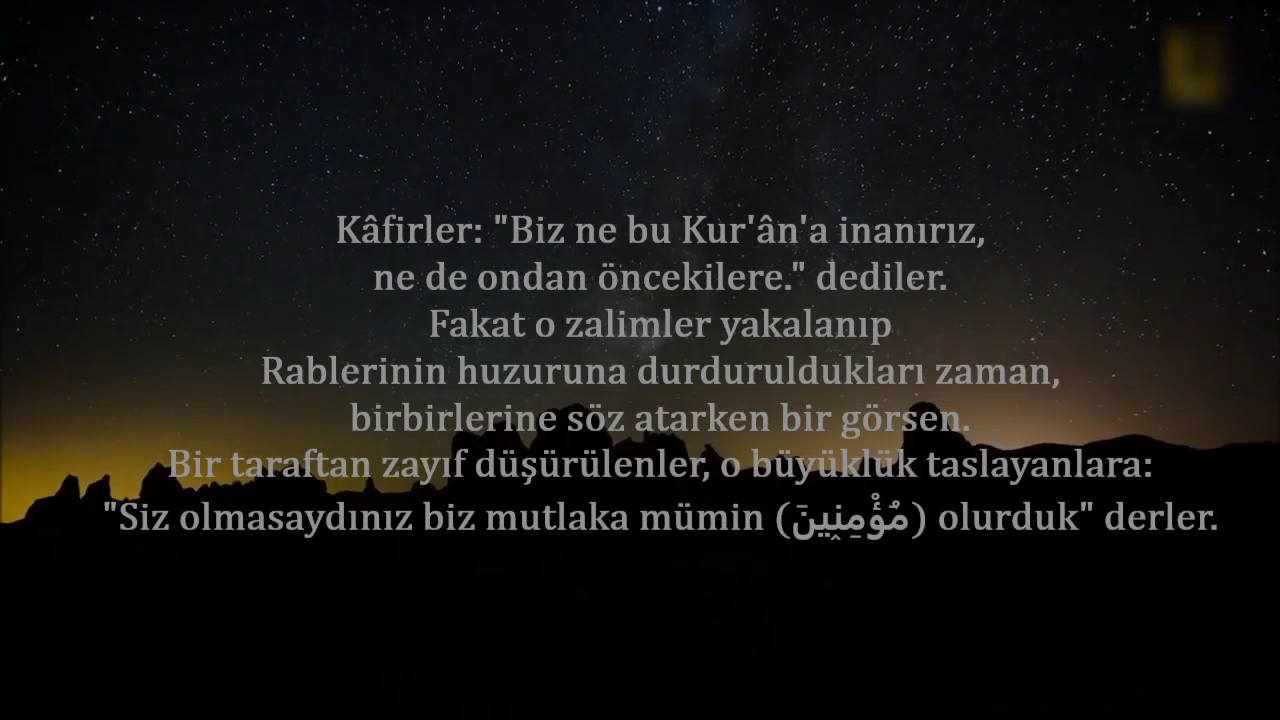 Kâfirler: "Biz ne bu Kur'ân'a inanırız,
ne de ondan öncekilere." dediler.
Fakat o zalimler yakalanıp
Rablerinin huzuruna durduruldukları zaman,
birbirlerine söz atarken bir görsen.
Bir taraftan zayıf düşürülenler, o büyüklük taslayanlara:
"Siz olmasaydınız biz mutlaka mümin (مُؤْمِنٖينَ) olurduk" derler.